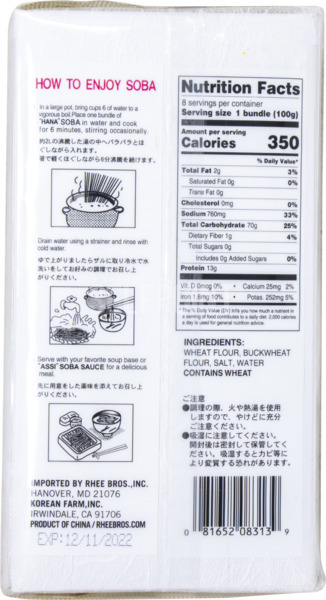 HOW TO ENJOY SOBA
In a large pot, bring cups 6 of water to a
vigorous boil.Place one bundle of
"HANA" SOBA in water and cook
for 6 minutes, stirring occasionally.
約2Lの沸騰した湯の中へパラパラとほ
ぐしながら入れます。
箸で軽くほぐしながら6分沸騰を続けます。
Drain water using a strainer and rinse with
cold water.
ゆで上がりましたらザルに取り冷水で水
洗いをしてお好みの調理でお召し上
がりください。
Serve with your favorite soup base or
"ASSI" SOBA SAUCE for a delicious
meal.
先に用意をした薬味を添えてお召し上
がりください。
IMPORTED BY RHEE BROS.,INC.
HANOVER, MD 21076
KOREAN FARM,INC.
IRWINDALE, CA 91706
PRODUCT OF CHINA / RHEEBROS.COM
EXP:12/11/2022
Nutrition Facts
8 servings per container
Serving size 1 bundle (100g)
Amount per serving
Calories 350
% Daily Value*
Total Fat 2g 3%
Saturated Fat 0g 0%
Trans Fat 0g
Cholesterol 0mg 0%
Sodium 760mg 33%
Total Carbohydrate 70g 25%
Dietary Fiber 1g 4%
Total Sugars 0g
Includes 0g Added Sugars 0%
Protein 13g
Vit. D 0mcg 0% • Calcium 25mg 2%
Iron 1.8mg 10% • Potas. 252mg 5%
*The % Daily Value (DV) tells you how much a nutrient in
a serving of food contributes to a daily diet. 2,000 calories
a day is used for general nutrition advice.
INGREDIENTS:
WHEAT FLOUR, BUCKWHEAT
FLOUR, SALT, WATER
CONTAINS WHEAT
ご注意
●調理の際、火や熱湯を使用
しますので、やけどに充分
ご注意ください。
●吸湿に注意してください。
開封後は密封して保管してく
ださい。吸湿するとカビ等に
より変質する恐れがあります。
0 81652 08313 9